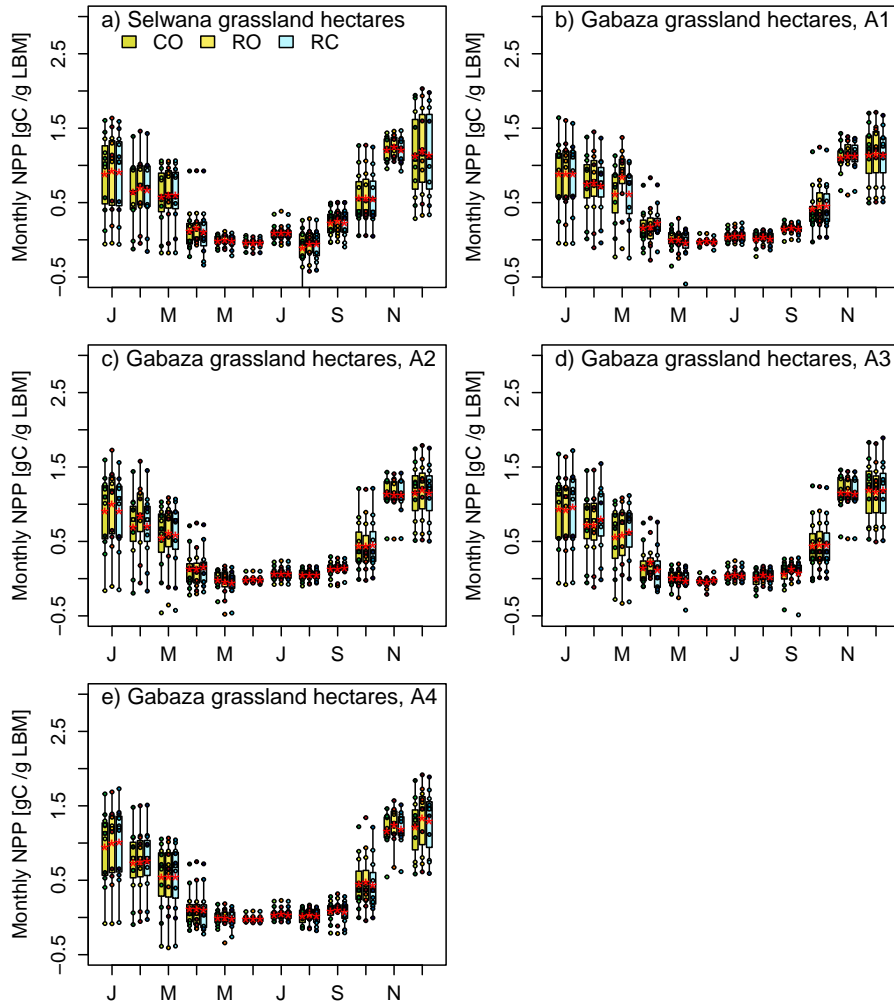 a) Selwana grassland hectares
CO RO RC
Monthly NPP [gC /g LBM]
2.5
1.5
0.5
−0.5
J M M J S N
b) Gabaza grassland hectares, A1
Monthly NPP [gC /g LBM]
2.5
1.5
0.5
−0.5
J M M J S N
c) Gabaza grassland hectares, A2
Monthly NPP [gC /g LBM]
2.5
1.5
0.5
−0.5
J M M J S N
d) Gabaza grassland hectares, A3
Monthly NPP [gC /g LBM]
2.5
1.5
0.5
−0.5
J M M J S N
e) Gabaza grassland hectares, A4
Monthly NPP [gC /g LBM]
2.5
1.5
0.5
−0.5
J M M J S N